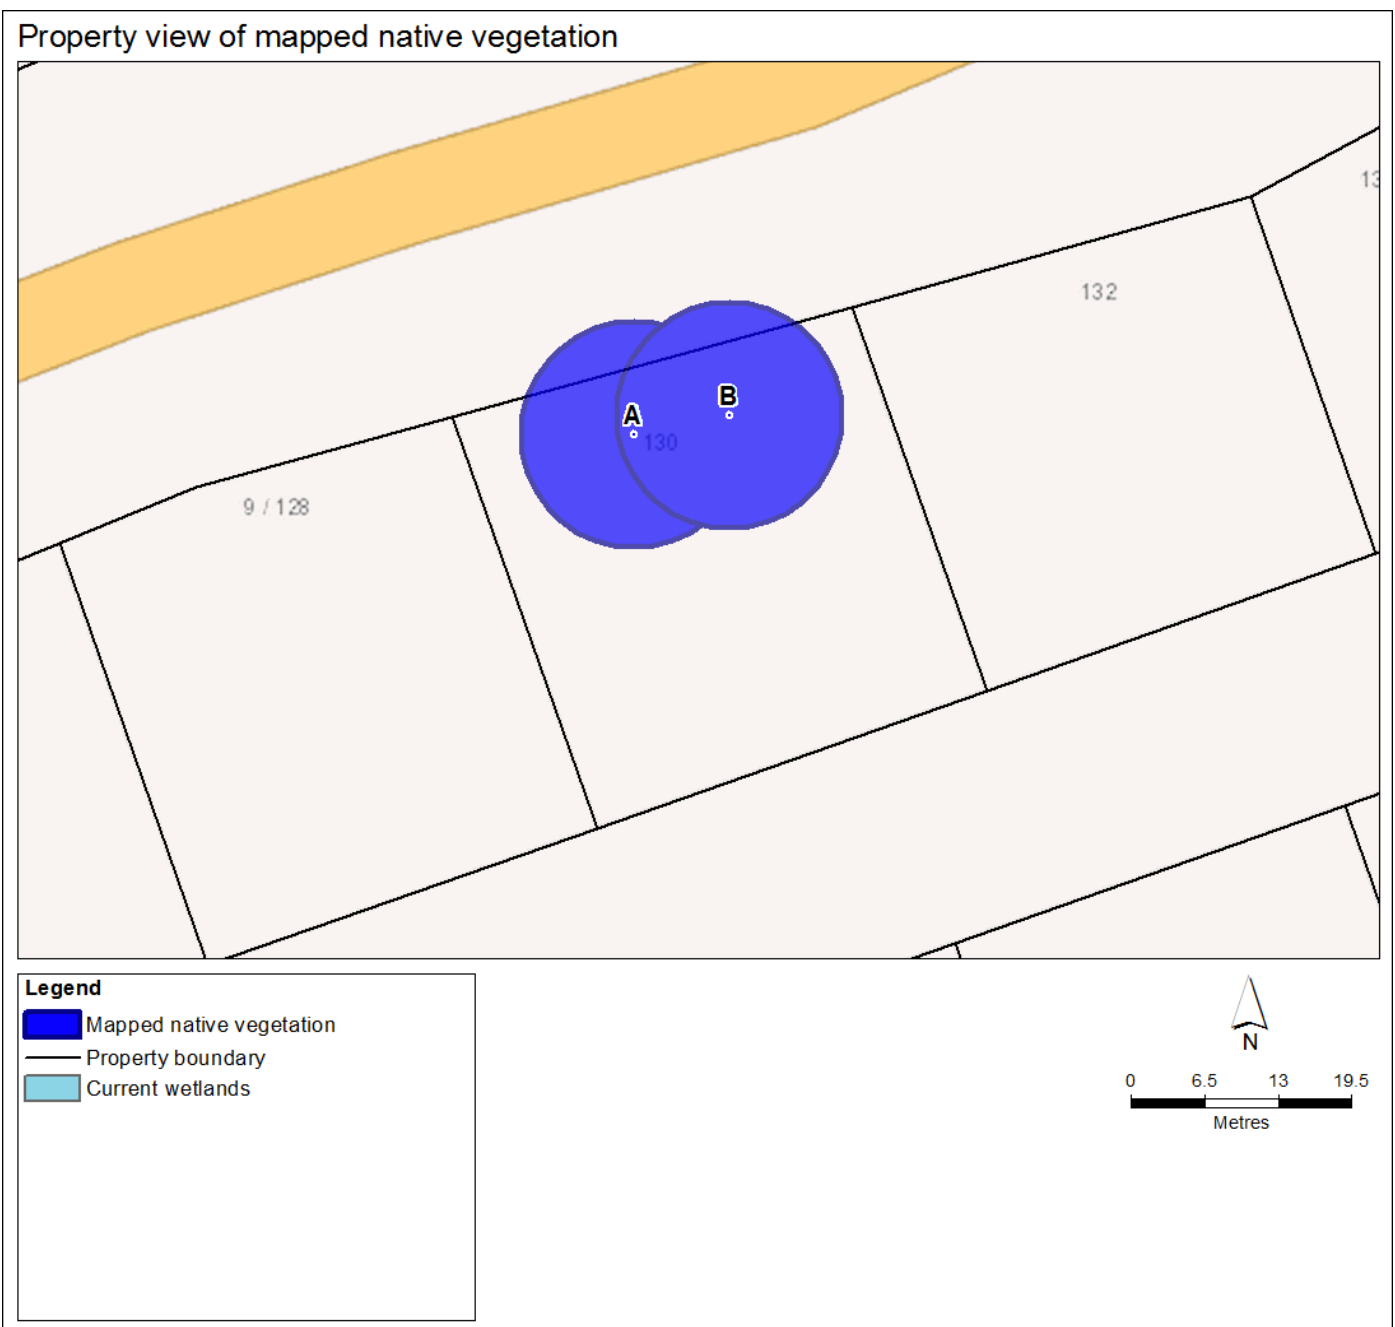 Property view of mapped native vegetation
13
132
B
A
130
9 / 128
Legend
Mapped native vegetation
Property boundary
Current wetlands
N
0 6.5 13 19.5
Metres